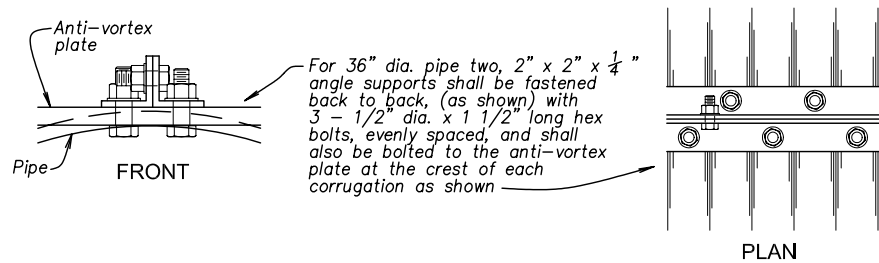 Anti-vortex
plate
For 36" dia. pipe two, 2" x 2" x 1/4 "
angle supports shall be fastened
back to back, (as shown) with
3 - 1/2" dia. x 1 1/2" long hex
bolts, evenly spaced, and shall
also be bolted to the anti-vortex
plate at the crest of each
corrugation as shown
Pipe
FRONT
PLAN